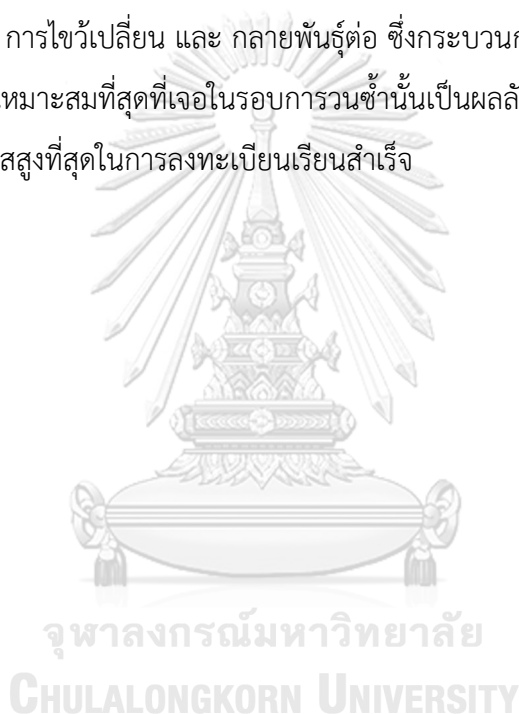 การไขว้เปลี่ยน และ กลายพันธุ์ต่อ ซึ่งกระบวนก
เหมาะสมที่สุดที่เจอในรอบการวนซ้ำนั้นเป็นผลลั
สสูงที่สุดในการลงทะเบียนเรียนสำเร็จ
จุฬาลงกรณ์มหาวิทยาลัย
CHULALONGKORN UNIVERSITY